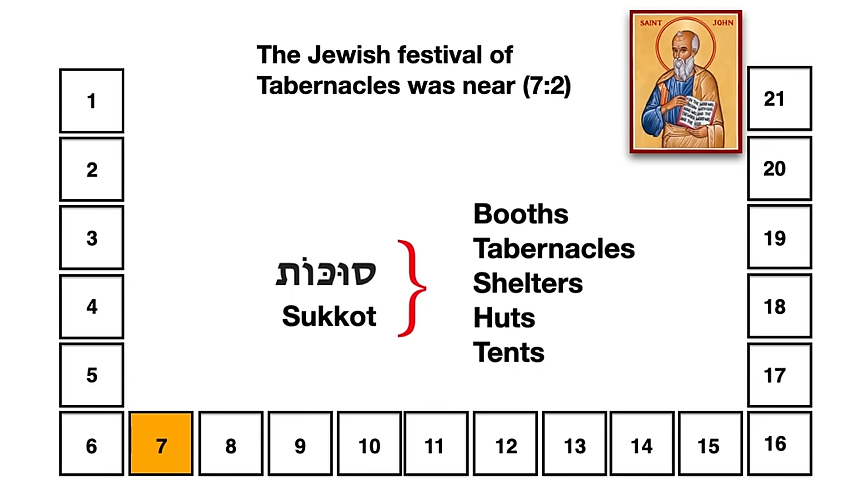 The Jewish festival of
Tabernacles was near (7:2)
SAINT JOHN
1
2
3
4
5
6
7
8
9
10
11
12
13
14
15
16
17
18
19
20
21
סוּכּוֹת
Sukkot
Booths
Tabernacles
Shelters
Huts
Tents